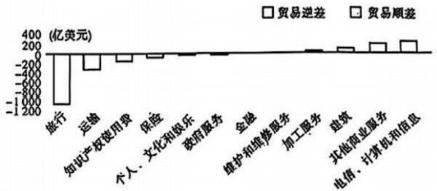 贸易逆差 贸易顺差
(亿美元)
400
200
0
-200
-400
-600
-800
-1 000
-1 200
旅行
运输
知识产权使用费
保险
个人、文化和娱乐
政府服务
金融
维护和维修服务
加工服务
建筑
其他商业服务
电信、计算机和信息